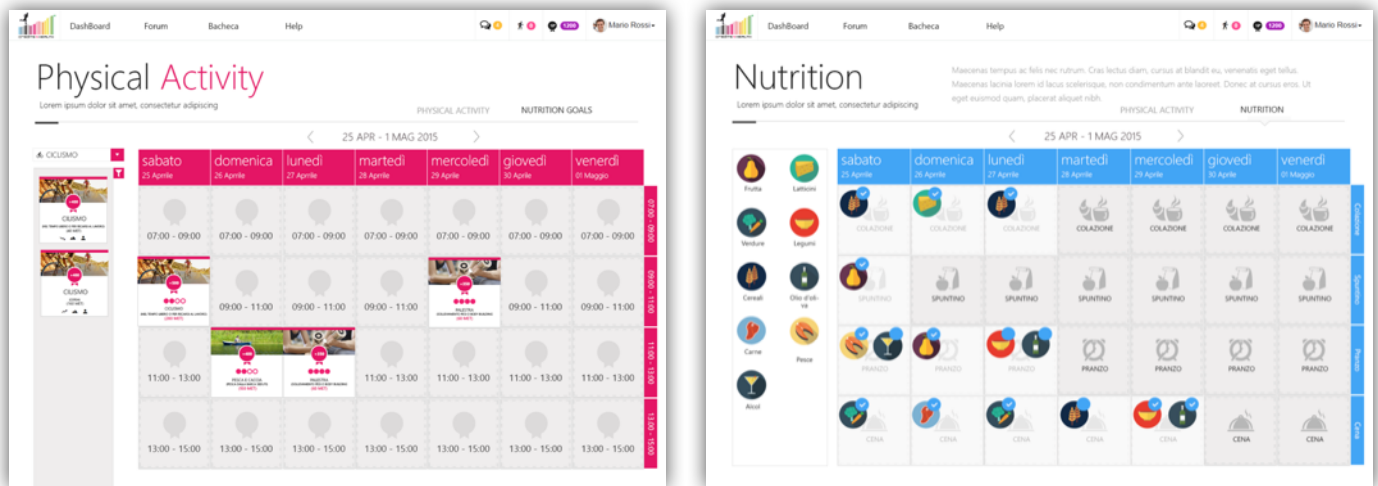 DashBoard Forum Bacheca Help 0 1200 Mario Rossi
Physical Activity
Lorem ipsum dolor sit amet, consectetur adipiscing
PHYSICAL ACTIVITY NUTRITION GOALS
25 APR - 1 MAG 2015
CICLISMO
sabato domenica lunedì martedì mercoledì giovedì venerdì
25 Aprile 26 Aprile 27 Aprile 28 Aprile 29 Aprile 30 Aprile 01 Maggio
CILISMO
CILISMO
07:00 - 09:00 07:00 - 09:00 07:00 - 09:00 07:00 - 09:00 07:00 - 09:00 07:00 - 09:00 07:00 - 09:00
07:00 - 09:00
CICLISMO
09:00 - 11:00 09:00 - 11:00 09:00 - 11:00
PALESTRA
09:00 - 11:00 09:00 - 11:00
09:00 - 11:00
11:00 - 13:00
PESCA E CACCIA
PALESTRA
11:00 - 13:00 11:00 - 13:00 11:00 - 13:00 11:00 - 13:00
11:00 - 13:00
13:00 - 15:00 13:00 - 15:00 13:00 - 15:00 13:00 - 15:00 13:00 - 15:00 13:00 - 15:00 13:00 - 15:00
13:00 - 15:00
DashBoard Forum Bacheca Help 0 1200 Mario Rossi
Nutrition
Lorem ipsum dolor sit amet, consectetur adipiscing
Maecenas tempus ac felis nec rutrum. Cras lectus diam, cursus at blandit eu, venenatis eget tellus.
Maecenas lacinia lorem id lacus scelerisque, non condimentum ante laoreet. Donec at cursus eros. Ut
eget euismod quam, placerat aliquet nibh.
PHYSICAL ACTIVITY NUTRITION
25 APR - 1 MAG 2015
Frutta Latticini
Verdure Legumi
Cereali Olio d'oli-
va
Carne Pesce
Alcol
sabato domenica lunedì martedì mercoledì giovedì venerdì
25 Aprile 26 Aprile 27 Aprile 28 Aprile 29 Aprile 30 Aprile 01 Maggio
COLAZIONE COLAZIONE COLAZIONE COLAZIONE COLAZIONE COLAZIONE COLAZIONE
Colazione
SPUNTINO SPUNTINO SPUNTINO SPUNTINO SPUNTINO SPUNTINO SPUNTINO
Spuntino
PRANZO PRANZO PRANZO PRANZO PRANZO PRANZO PRANZO
Pranzo
CENA CENA CENA CENA CENA CENA CENA
Cena